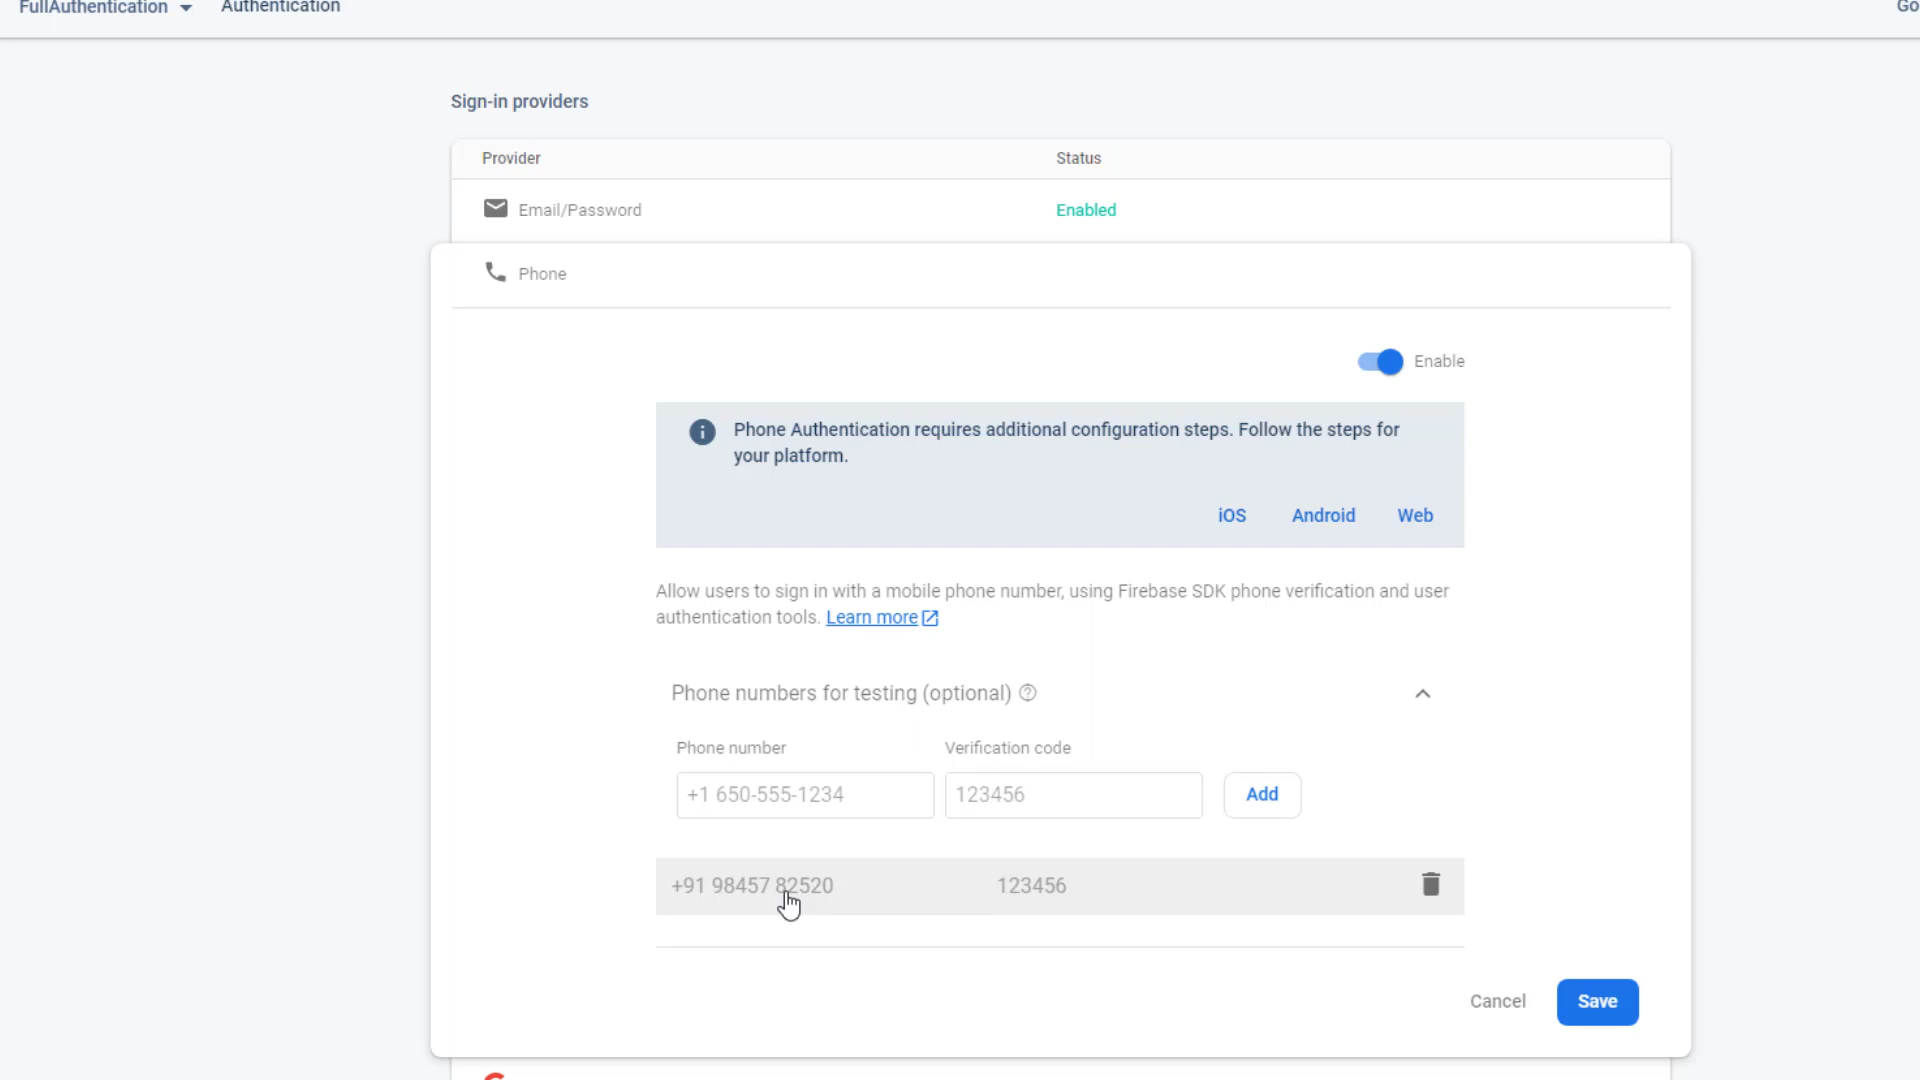 FullAuthentication
Authentication
Go
Sign-in providers
Provider
Status
Email/Password
Enabled
Phone
Enable
Phone Authentication requires additional configuration steps. Follow the steps for
your platform.
iOS
Android
Web
Allow users to sign in with a mobile phone number, using Firebase SDK phone verification and user
authentication tools. Learn more
Phone numbers for testing (optional)
Phone number
Verification code
+1 650-555-1234
123456
Add
+91 98457 82520
123456
Cancel
Save